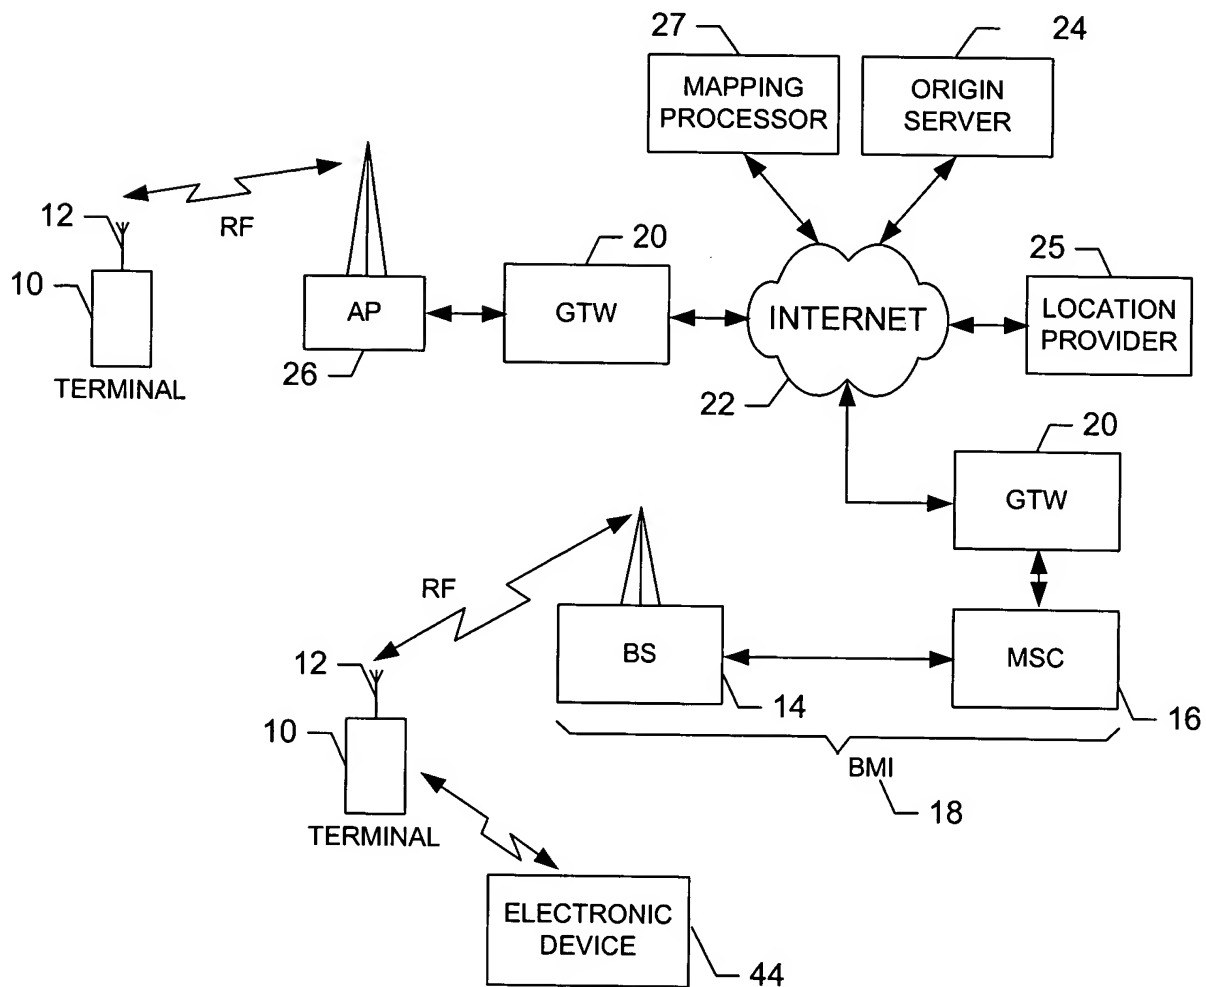 27
24
MAPPING
PROCESSOR
ORIGIN
SERVER
12
RF
20
25
10
AP
GTW
INTERNET
LOCATION
PROVIDER
TERMINAL
26
22
20
GTW
RF
BS
MSC
12
14
16
10
BMI
18
TERMINAL
ELECTRONIC
DEVICE
44